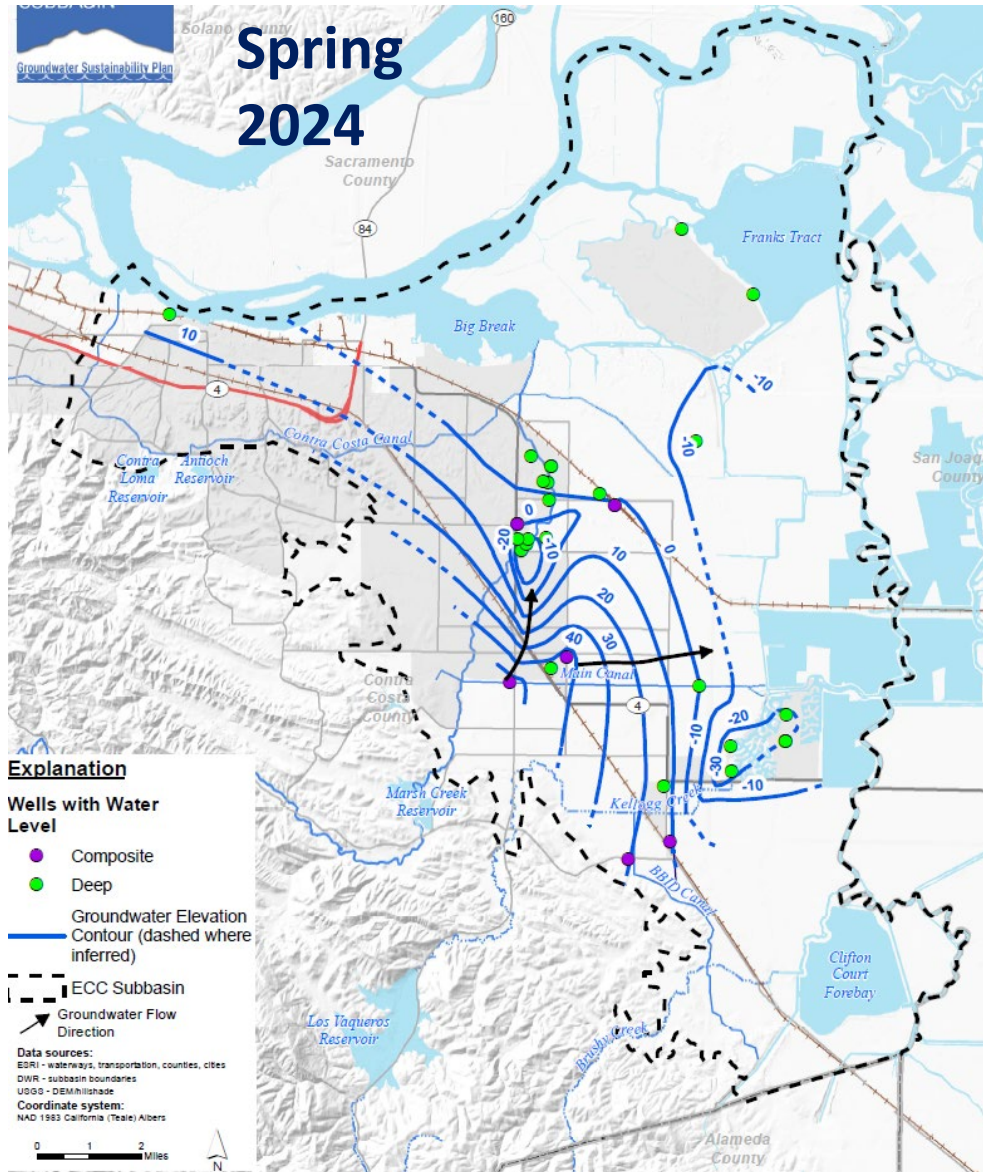 SUBBASIN
Groundwater Sustainability Plan
Spring
2024
Solano County
160
Sacramento
County
84
Franks Tract
Big Break
10
4
-10
Contra Costa Canal
-10
Contra
Loma
Reservoir
Antioch
Reservoir
San Joaq
County
0
-20
-10
10
0
20
30
40
Main Canal
Contra
Costa
County
4
-10
-20
-30
-10
Marsh Creek
Reservoir
Kellogg Creek
BBID Canal
Clifton
Court
Forebay
Los Vaqueros
Reservoir
Brushy Creek
Alameda
County
Explanation
Wells with Water
Level
Composite
Deep
Groundwater Elevation
Contour (dashed where
inferred)
ECC Subbasin
Groundwater Flow
Direction
Data sources:
ESRI - waterways, transportation, counties, cities
DWR - subbasin boundaries
USGS - DEM/hillshade
Coordinate system:
NAD 1983 California (Teale) Albers
0 1 2
Miles
N